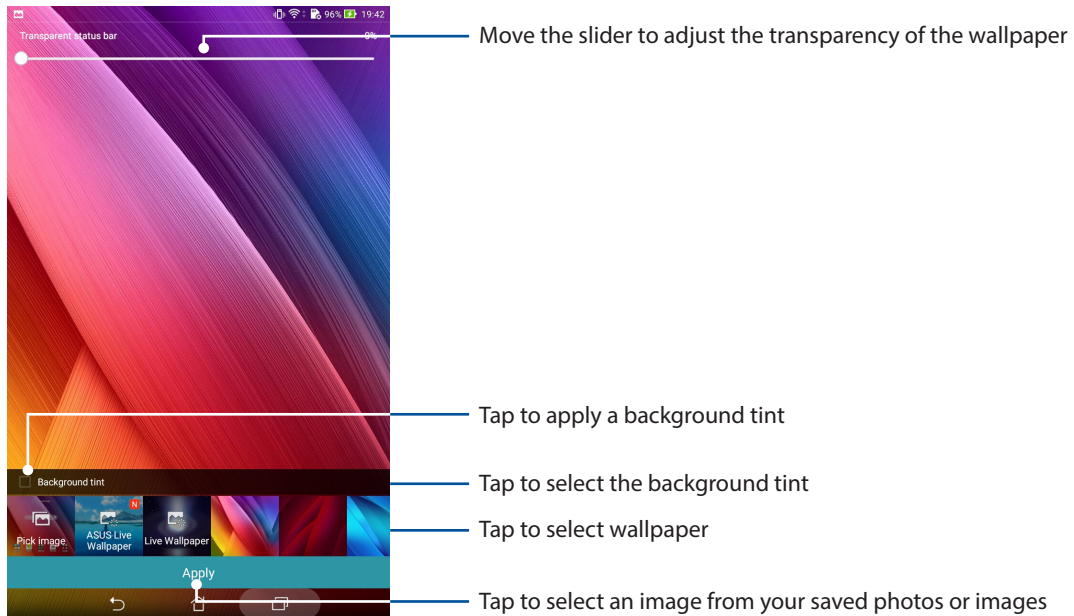 96% 19:42
Transparent status bar 0%
Move the slider to adjust the transparency of the wallpaper
Tap to apply a background tint
Background tint
Tap to select the background tint
N
Pick image
ASUS Live
Wallpaper
Live Wallpaper
Tap to select wallpaper
Apply
Tap to select an image from your saved photos or images